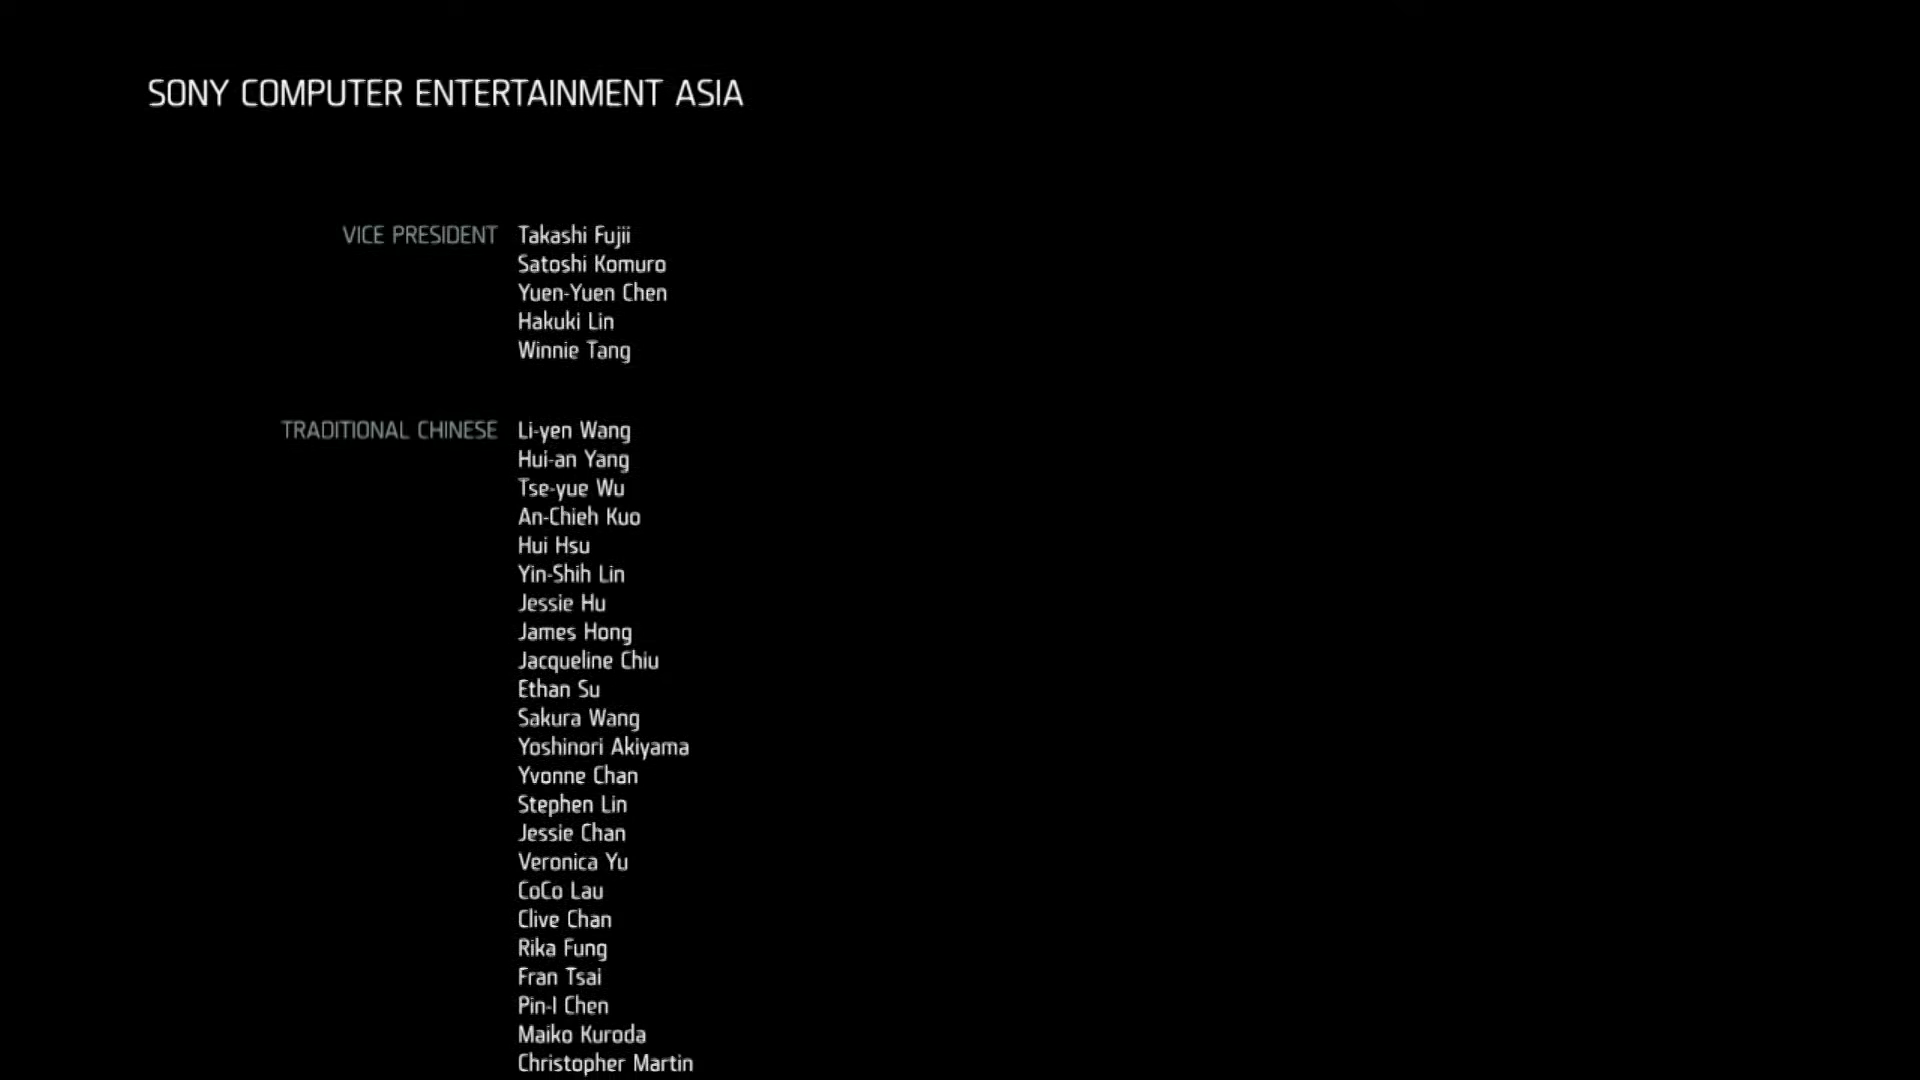 SONY COMPUTER ENTERTAINMENT ASIA
VICE PRESIDENT Takashi Fujii
Satoshi Komuro
Yuen-Yuen Chen
Hakuki Lin
Winnie Tang
TRADITIONAL CHINESE Li-yen Wang
Hui-an Yang
Tse-yue Wu
An-Chieh Kuo
Hui Hsu
Yin-Shih Lin
Jessie Hu
James Hong
Jacqueline Chiu
Ethan Su
Sakura Wang
Yoshinori Akiyama
Yvonne Chan
Stephen Lin
Jessie Chan
Veronica Yu
CoCo Lau
Clive Chan
Rika Fung
Fran Tsai
Pin-I Chen
Maiko Kuroda
Christopher Martin